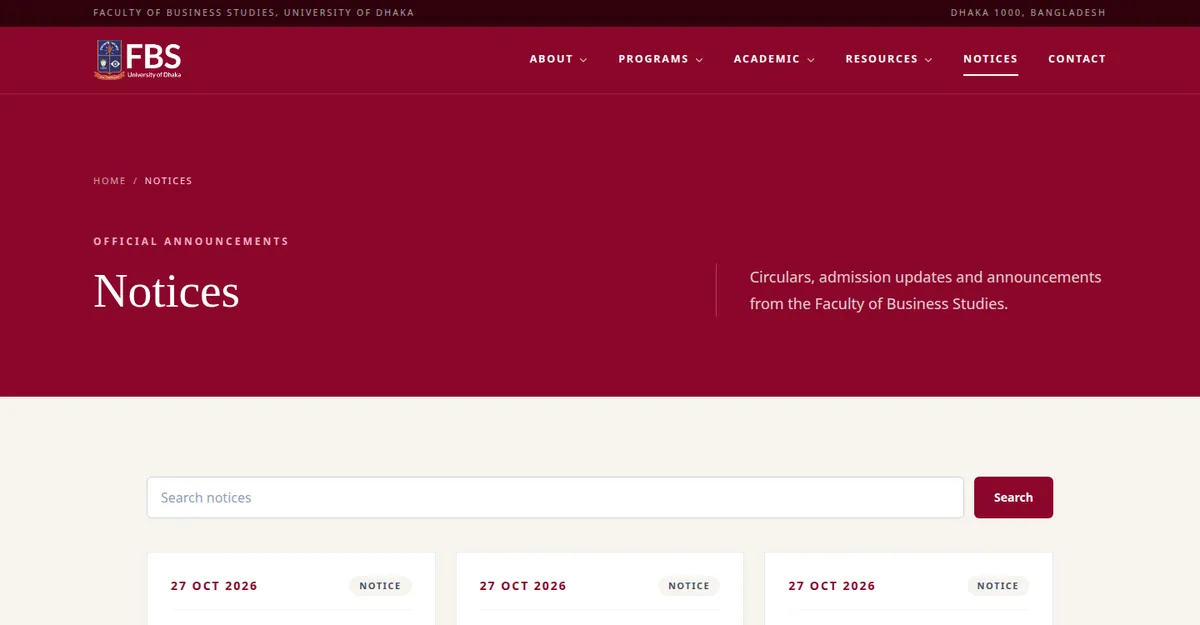 FACULTY OF BUSINESS STUDIES, UNIVERSITY OF DHAKA
DHAKA 1000, BANGLADESH
FBS
University of Dhaka
ABOUT
PROGRAMS
ACADEMIC
RESOURCES
NOTICES
CONTACT
HOME / NOTICES
OFFICIAL ANNOUNCEMENTS
Notices
Circulars, admission updates and announcements
from the Faculty of Business Studies.
Search notices
Search
27 OCT 2026
NOTICE
27 OCT 2026
NOTICE
27 OCT 2026
NOTICE